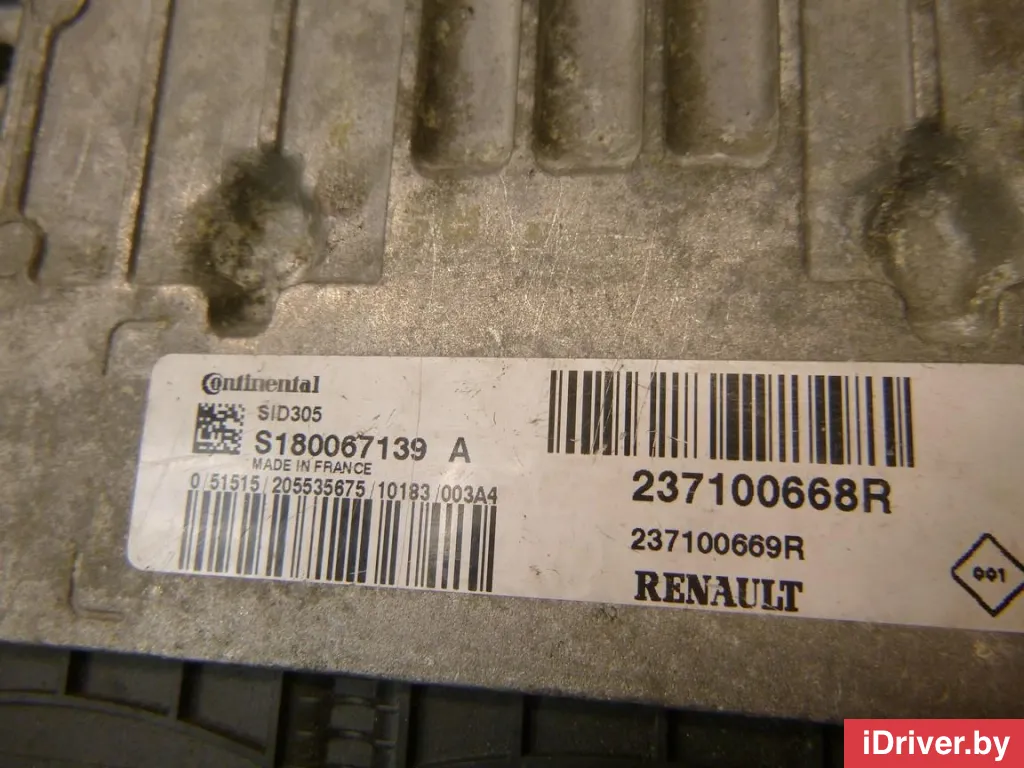 Continental
SID305
S180067139 A
MADE IN FRANCE
0/51515/205535675/10183/003A4
237100668R
237100669R
RENAULT
001
iDriver.by